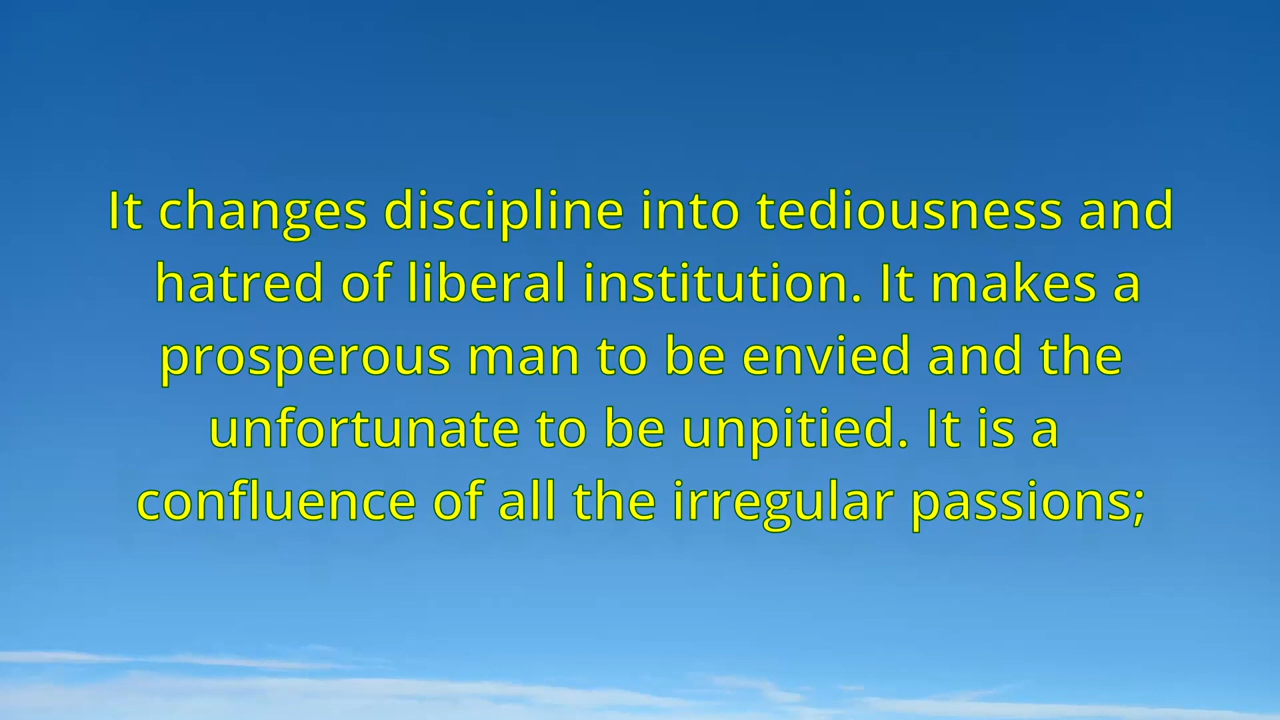 It changes discipline into tediousness and
hatred of liberal institution. It makes a
prosperous man to be envied and the
unfortunate to be unpitied. It is a
confluence of all the irregular passions;